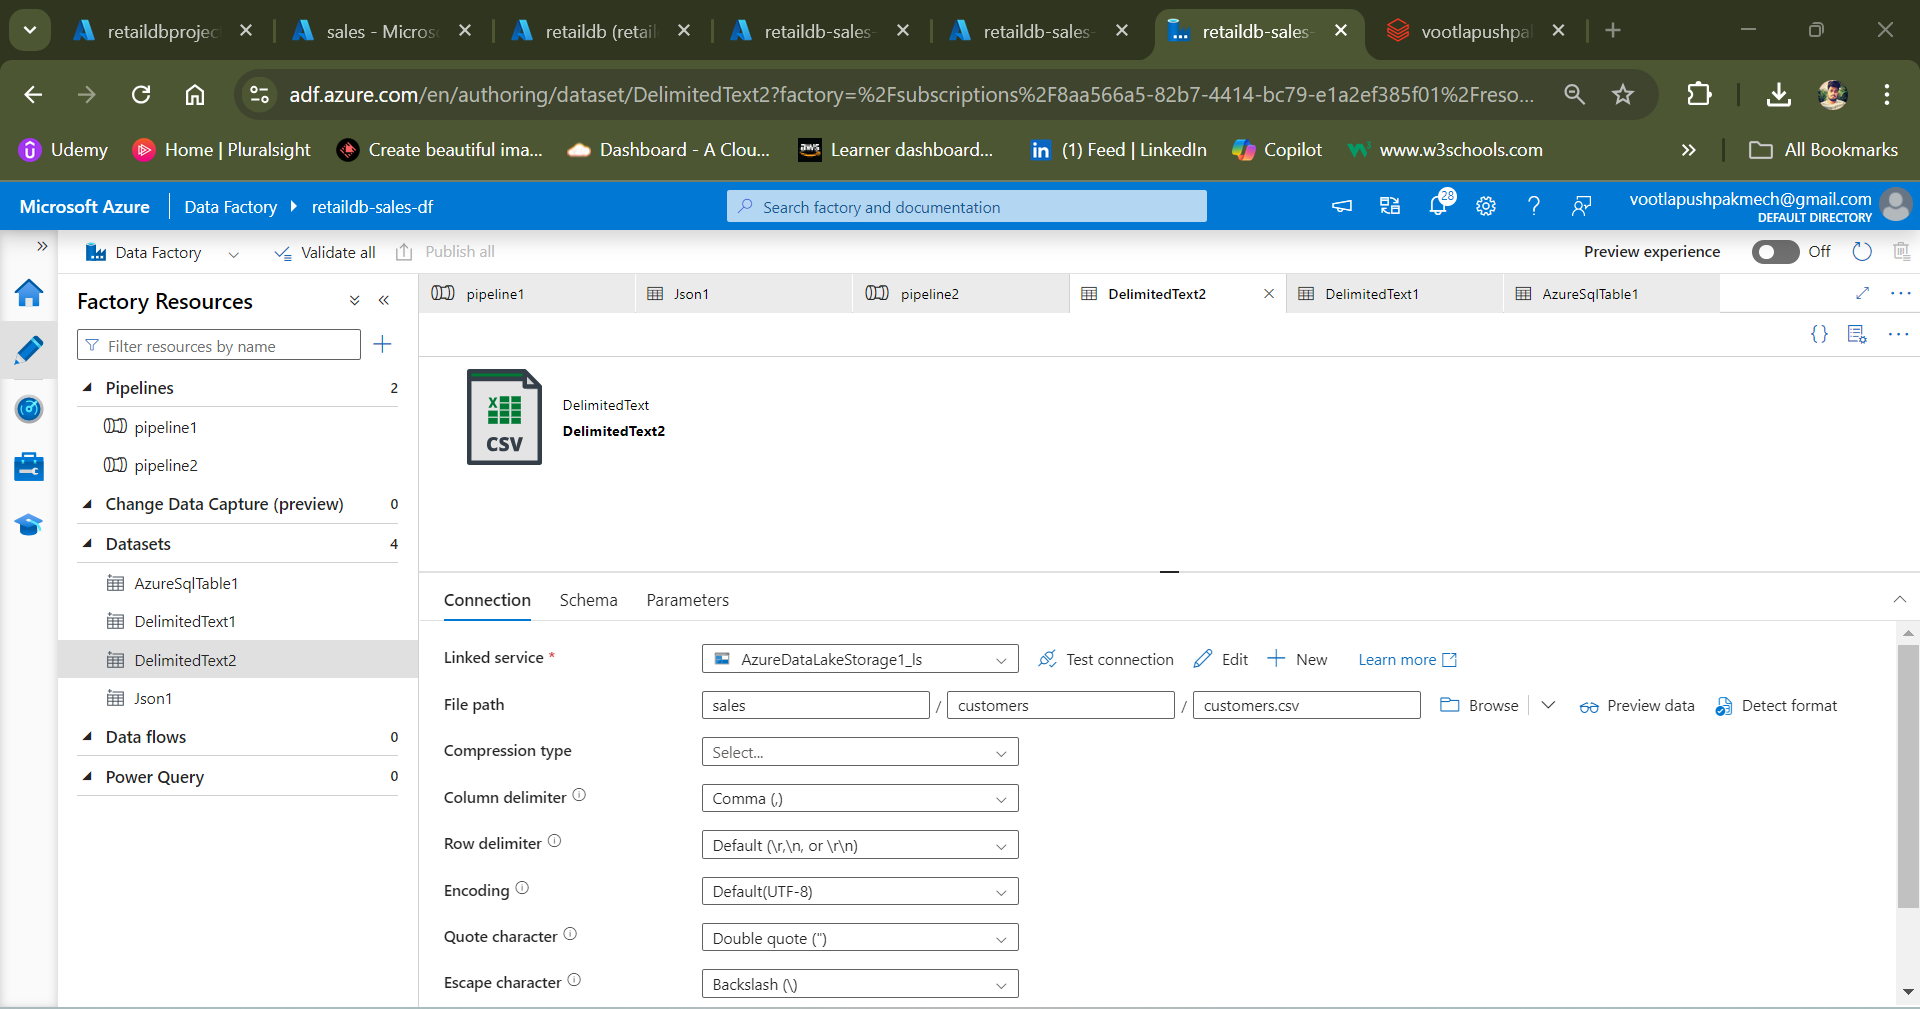 retaildbprojec
sales - Micros
retaildb (retail
retaildb-sales-
retaildb-sales-
retaildb-sales-
vootlapushpal
adf.azure.com/en/authoring/dataset/DelimitedText2?factory=%2Fsubscriptions%2F8aa566a5-82b7-4414-bc79-e1a2ef385f01%2Freso...
Udemy
Home | Pluralsight
Create beautiful ima...
Dashboard - A Clou...
Learner dashboard...
(1) Feed | LinkedIn
Copilot
www.w3schools.com
All Bookmarks
Microsoft Azure
Data Factory
retaildb-sales-df
Search factory and documentation
28
vootlapushpakmech@gmail.com
DEFAULT DIRECTORY
Data Factory
Validate all
Publish all
Preview experience
Off
Factory Resources
Filter resources by name
Pipelines 2
pipeline1
pipeline2
Change Data Capture (preview) 0
Datasets 4
AzureSqlTable1
DelimitedText1
DelimitedText2
Json1
Data flows 0
Power Query 0
pipeline1
Json1
pipeline2
DelimitedText2
DelimitedText1
AzureSqlTable1
{}
CSV
DelimitedText
DelimitedText2
Connection
Schema
Parameters
Linked service *
AzureDataLakeStorage1_ls
Test connection
Edit
New
Learn more
File path
sales / customers / customers.csv
Browse
Preview data
Detect format
Compression type
Select...
Column delimiter
Comma (,)
Row delimiter
Default (\r,\n, or \r\n)
Encoding
Default(UTF-8)
Quote character
Double quote (")
Escape character
Backslash (\)